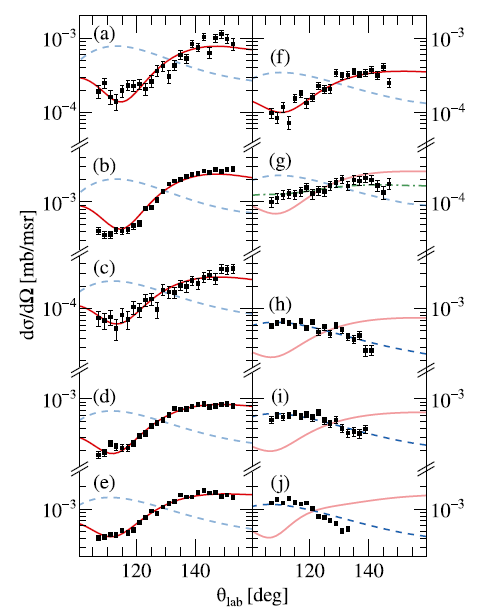 (a)
(b)
(c)
(d)
(e)
(f)
(g)
(h)
(i)
(j)
10⁻³
10⁻⁴
10⁻³
10⁻⁴
10⁻³
10⁻³
10⁻³
10⁻⁴
10⁻⁴
10⁻³
10⁻³
10⁻³
dσ/dΩ [mb/msr]
120
140
120
140
θlab [deg]